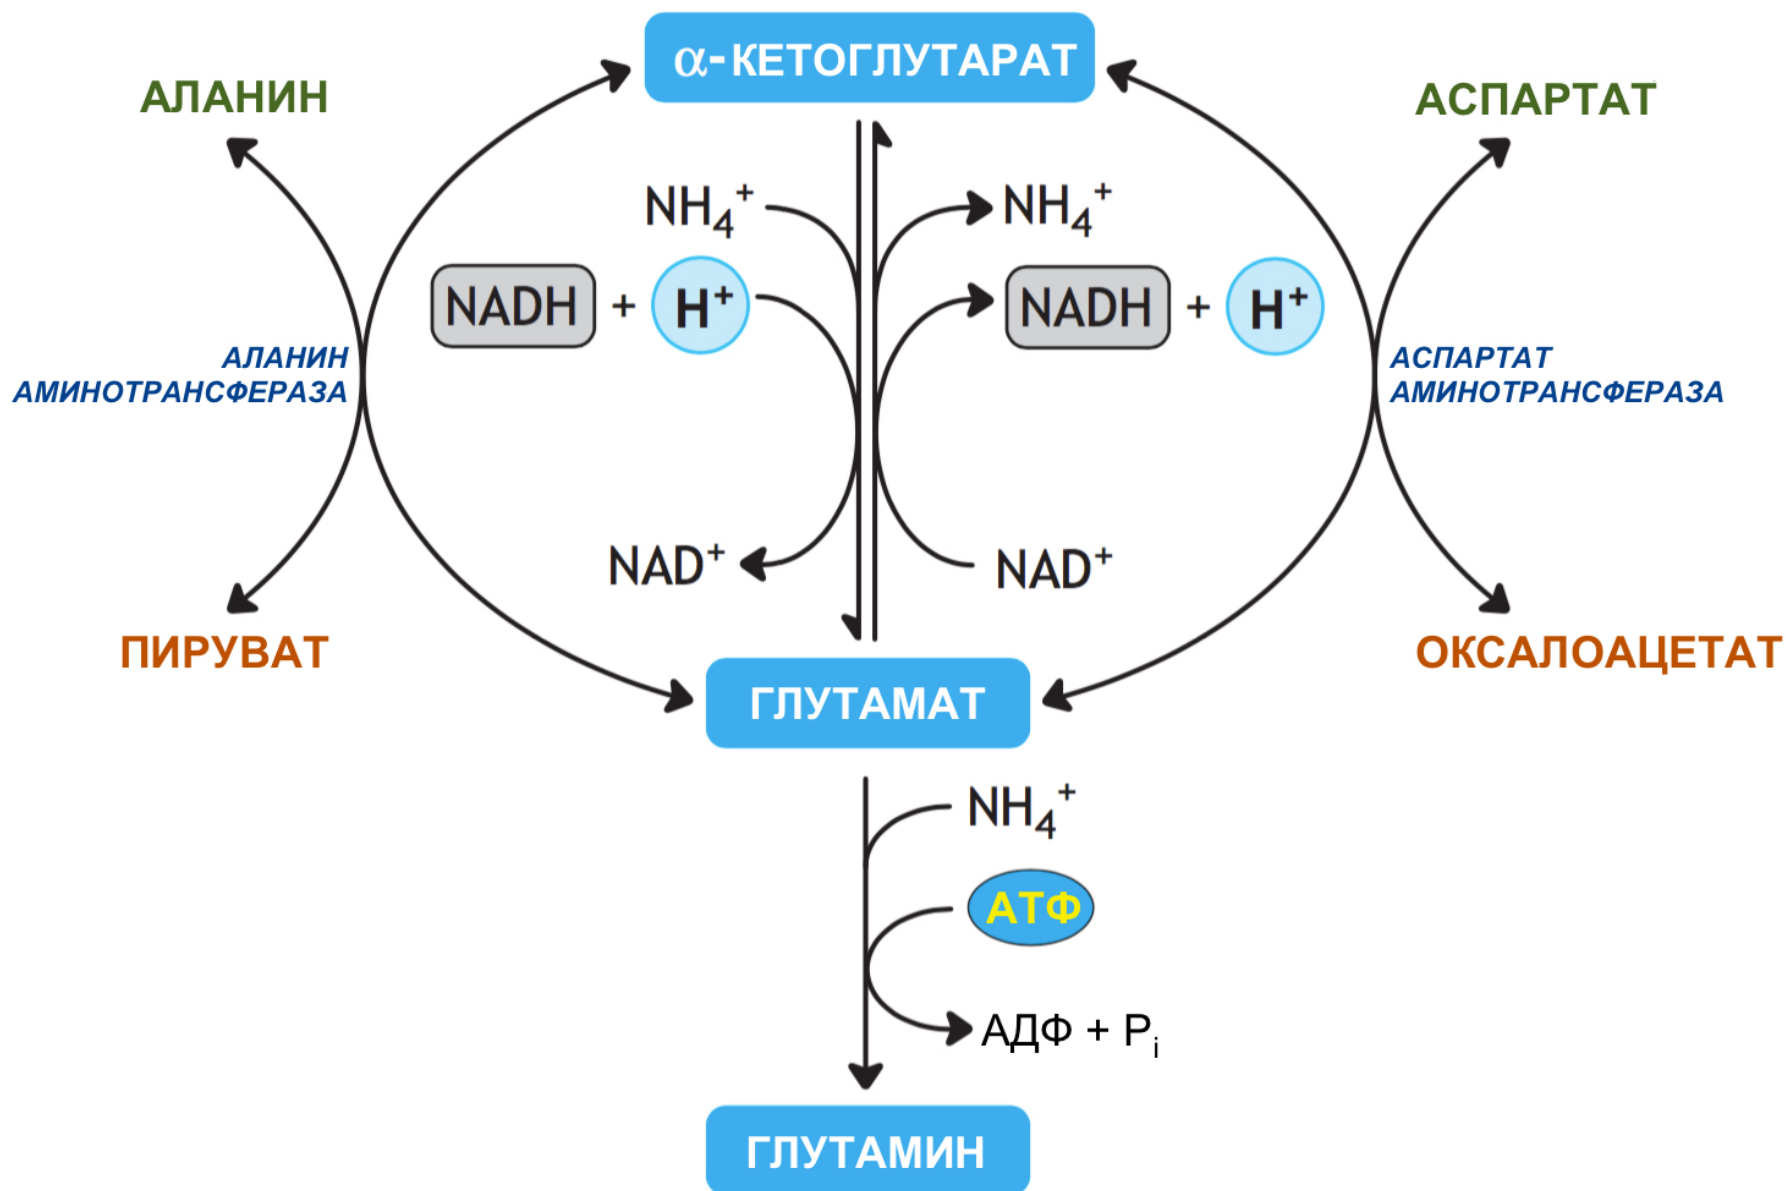 α-КЕТОГЛУТАРАТ
АЛАНИН
АСПАРТАТ
NH₄⁺
NH₄⁺
NADH + H⁺
NADH + H⁺
АЛАНИН
АМИНОТРАНСФЕРАЗА
АСПАРТАТ
АМИНОТРАНСФЕРАЗА
NAD⁺
NAD⁺
ПИРУВАТ
ОКСАЛОАЦЕТАТ
ГЛУТАМАТ
NH₄⁺
АТФ
АДФ + Pᵢ
ГЛУТАМИН